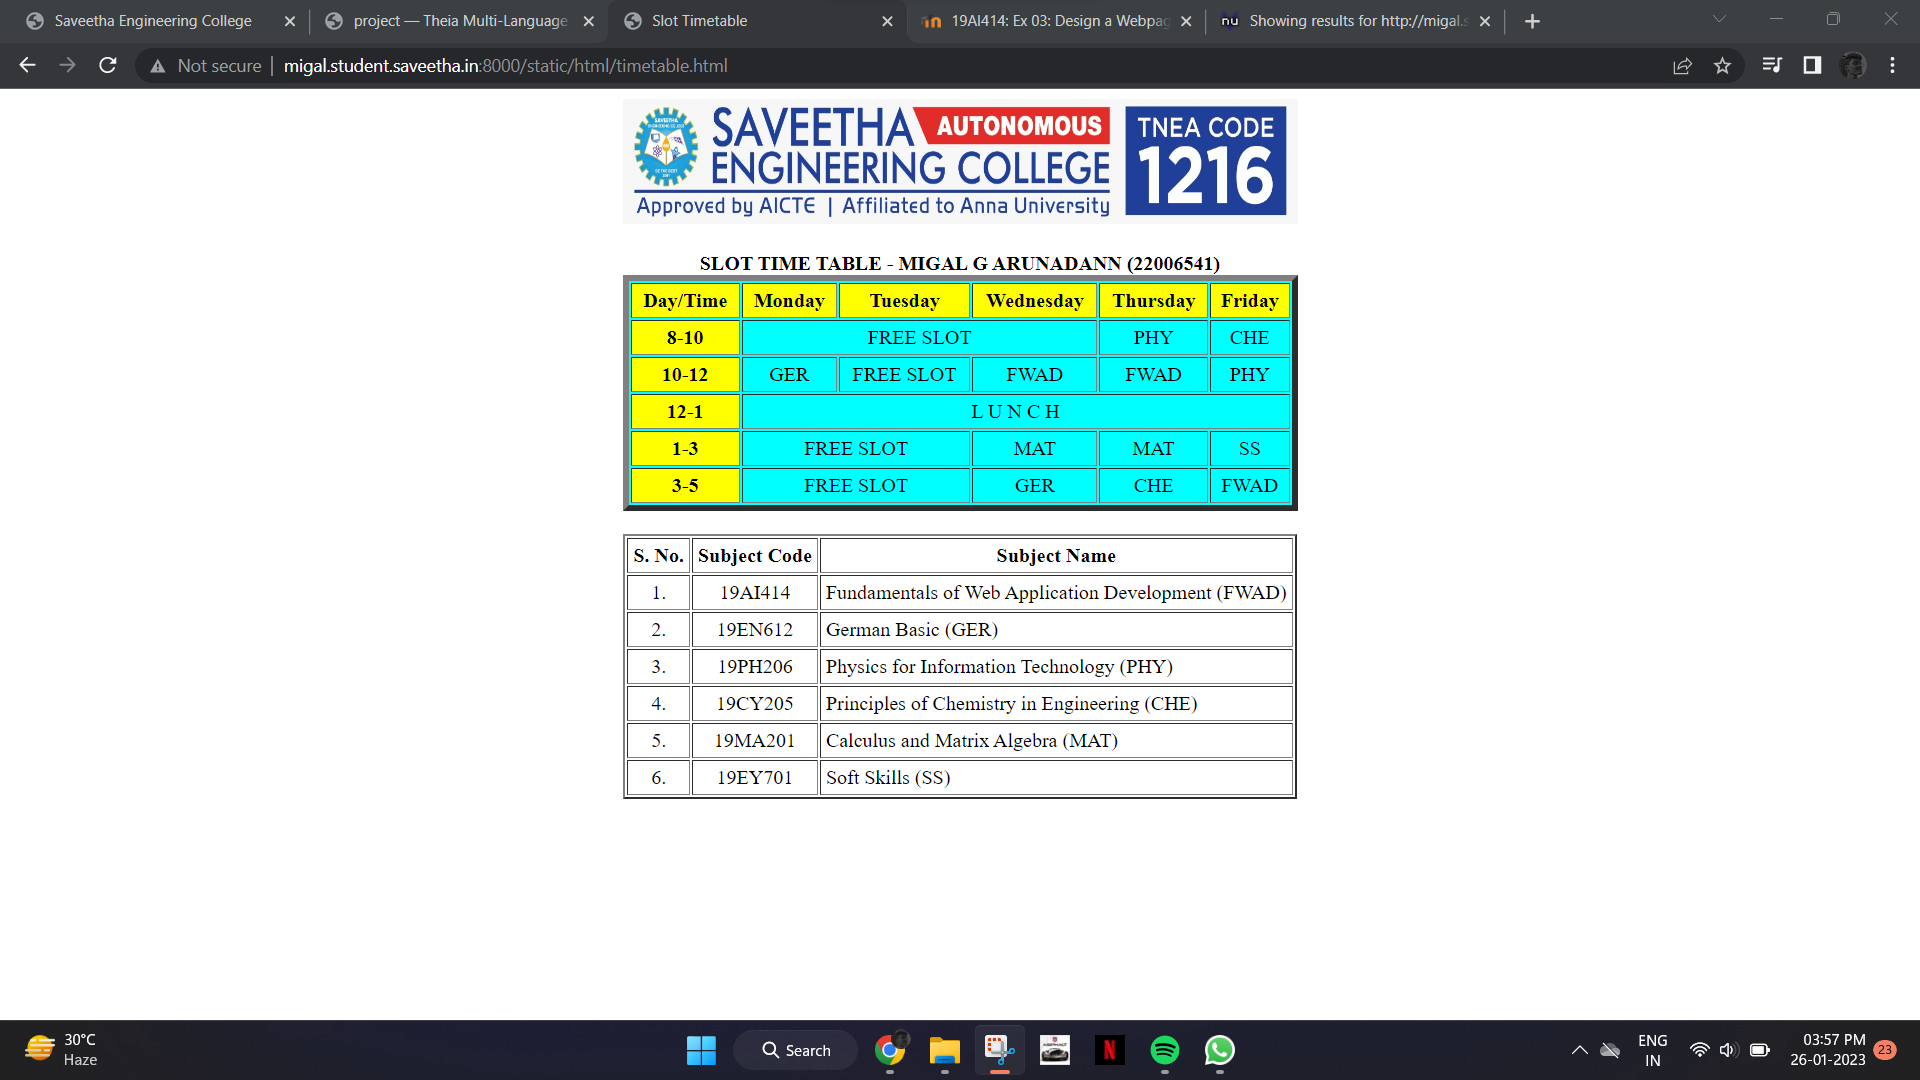 Saveetha Engineering College
project — Theia Multi-Language
Slot Timetable
19AI414: Ex 03: Design a Webpag
nu Showing results for http://migal.s
Not secure migal.student.saveetha.in:8000/static/html/timetable.html
SAVEETHA AUTONOMOUS
ENGINEERING COLLEGE
Approved by AICTE | Affiliated to Anna University
TNEA CODE
1216
SLOT TIME TABLE - MIGAL G ARUNADANN (22006541)
Day/Time Monday Tuesday Wednesday Thursday Friday
8-10 FREE SLOT PHY CHE
10-12 GER FREE SLOT FWAD FWAD PHY
12-1 L U N C H
1-3 FREE SLOT MAT MAT SS
3-5 FREE SLOT GER CHE FWAD
S. No. Subject Code Subject Name
1. 19AI414 Fundamentals of Web Application Development (FWAD)
2. 19EN612 German Basic (GER)
3. 19PH206 Physics for Information Technology (PHY)
4. 19CY205 Principles of Chemistry in Engineering (CHE)
5. 19MA201 Calculus and Matrix Algebra (MAT)
6. 19EY701 Soft Skills (SS)
30°C
Haze
Search
N
ENG
IN
03:57 PM
26-01-2023
23